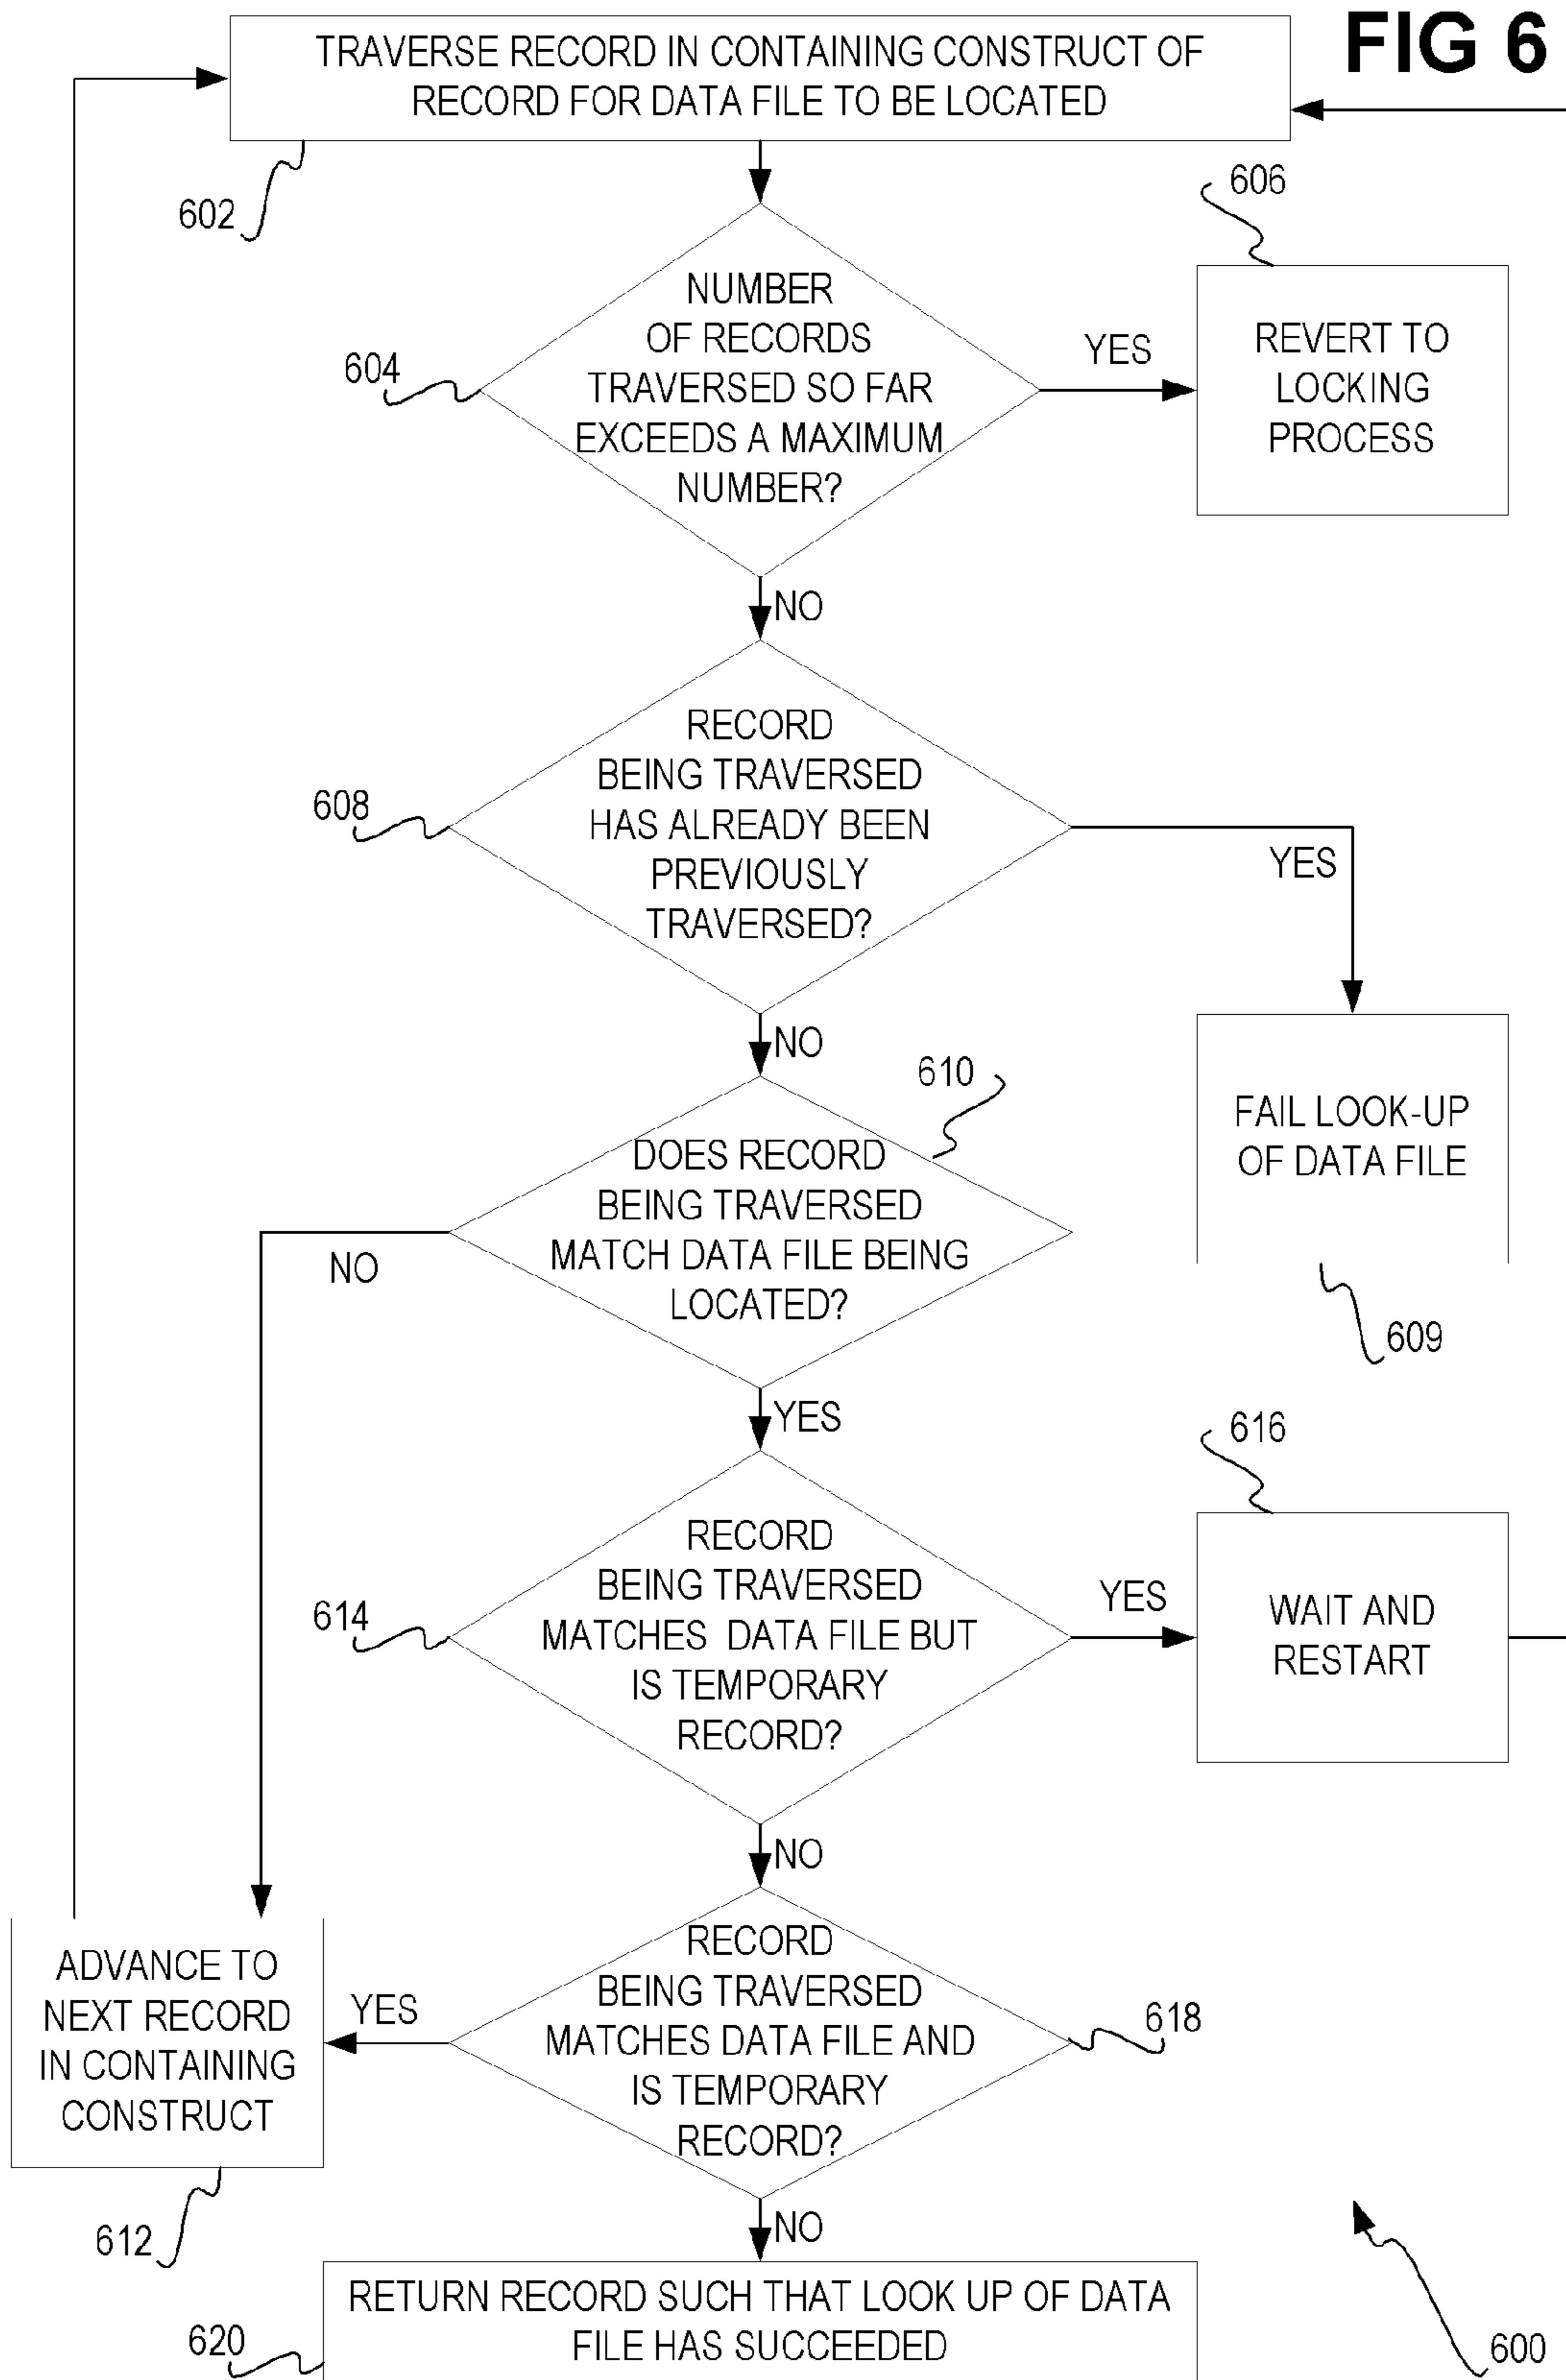 FIG 6
TRAVERSE RECORD IN CONTAINING CONSTRUCT OF
RECORD FOR DATA FILE TO BE LOCATED
602
606
NUMBER
OF RECORDS
TRAVERSED SO FAR
EXCEEDS A MAXIMUM
NUMBER?
604
YES
REVERT TO
LOCKING
PROCESS
NO
RECORD
BEING TRAVERSED
HAS ALREADY BEEN
PREVIOUSLY
TRAVERSED?
608
YES
NO
610
FAIL LOOK-UP
OF DATA FILE
609
DOES RECORD
BEING TRAVERSED
MATCH DATA FILE BEING
LOCATED?
NO
YES
616
RECORD
BEING TRAVERSED
MATCHES  DATA FILE BUT
IS TEMPORARY
RECORD?
614
YES
WAIT AND
RESTART
NO
RECORD
BEING TRAVERSED
MATCHES DATA FILE AND
IS TEMPORARY
RECORD?
618
YES
ADVANCE TO
NEXT RECORD
IN CONTAINING
CONSTRUCT
612
NO
RETURN RECORD SUCH THAT LOOK UP OF DATA
FILE HAS SUCCEEDED
620
600